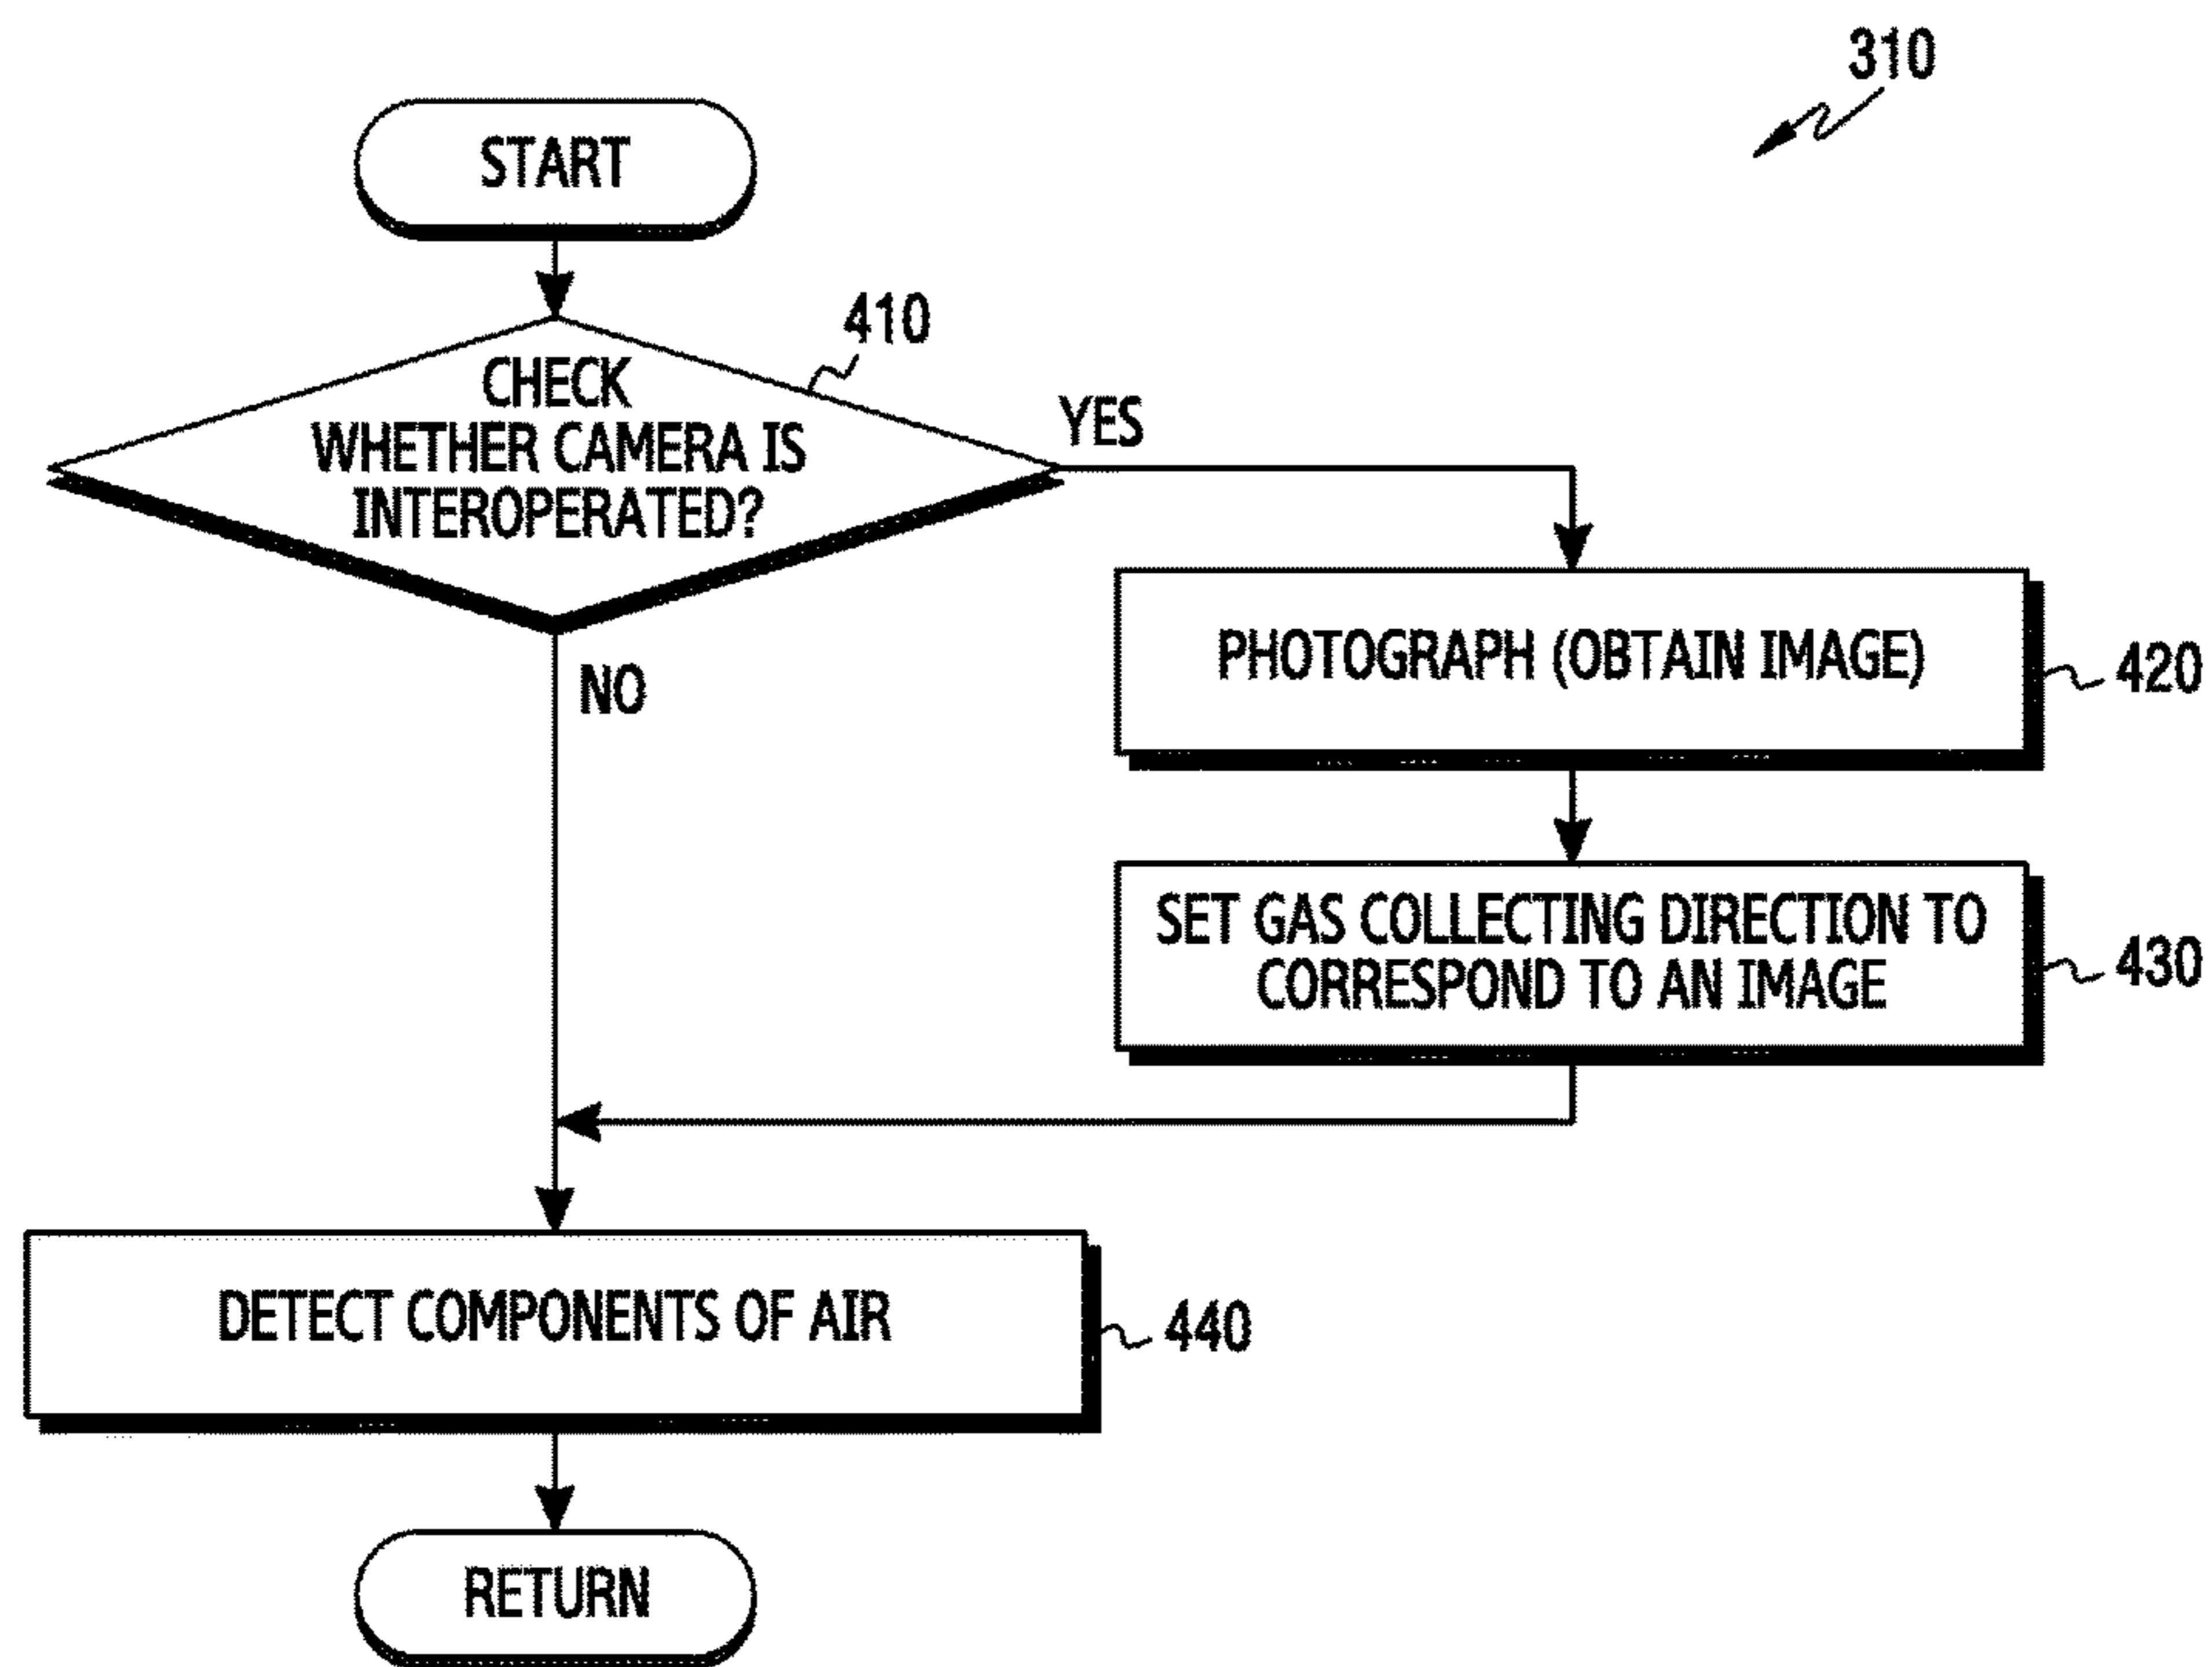 310
START
410
CHECK
WHETHER CAMERA IS
INTEROPERATED?
YES
NO
PHOTOGRAPH (OBTAIN IMAGE)
420
SET GAS COLLECTING DIRECTION TO
CORRESPOND TO AN IMAGE
430
DETECT COMPONENTS OF AIR
440
RETURN